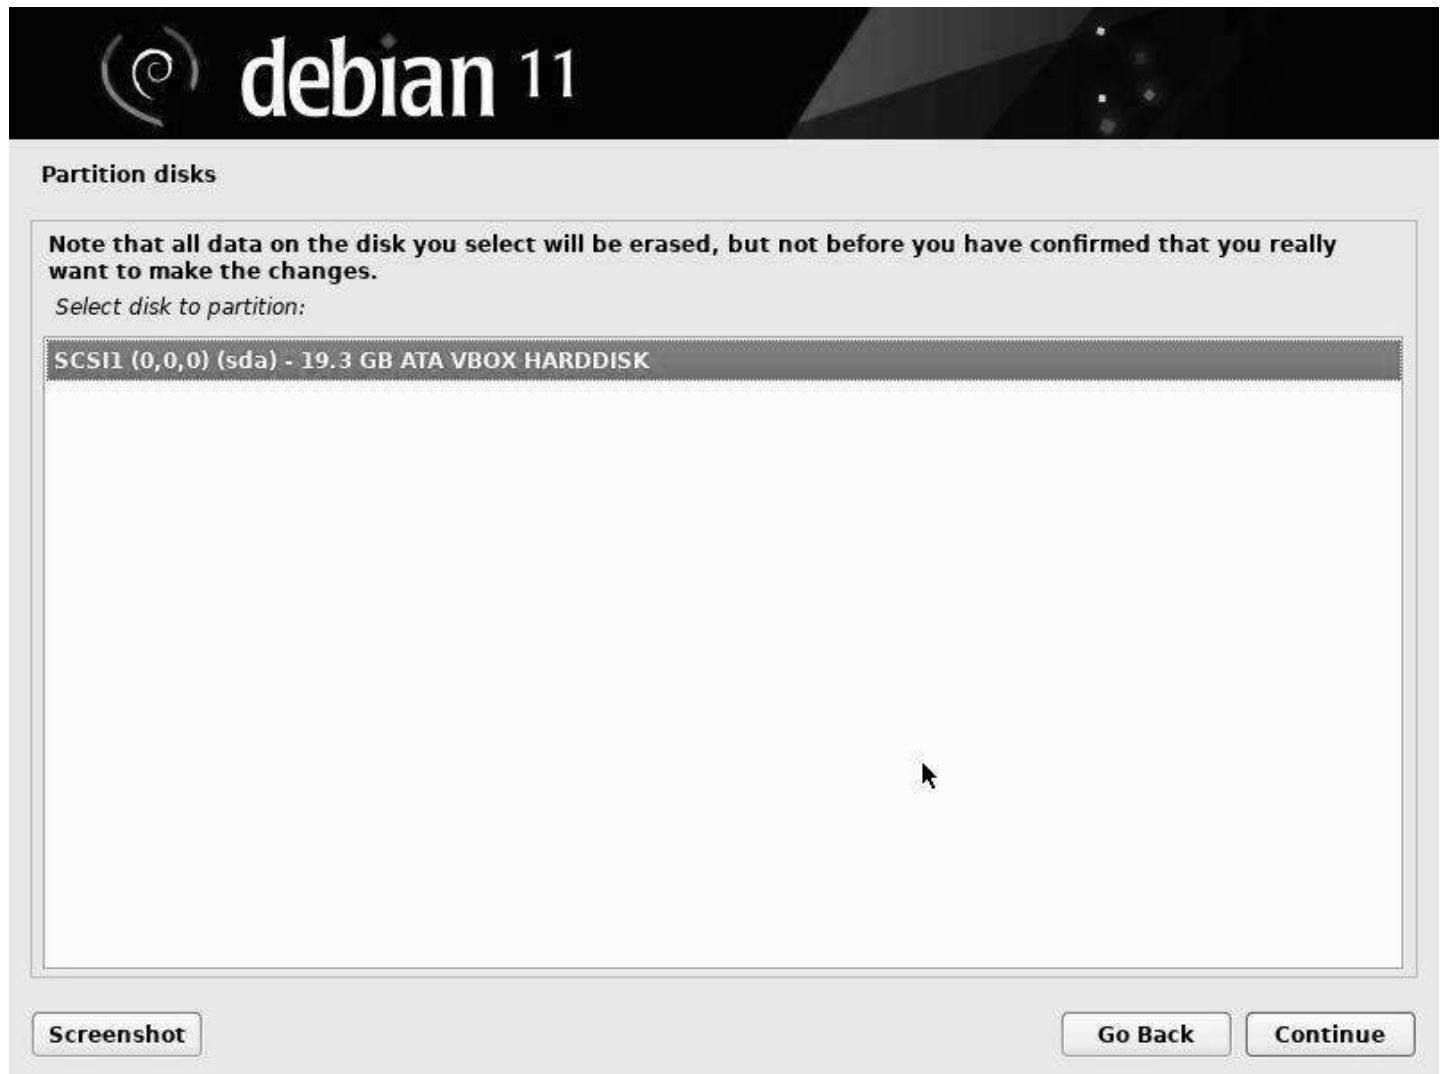 debian 11
Partition disks
Note that all data on the disk you select will be erased, but not before you have confirmed that you really
want to make the changes.
Select disk to partition:
SCSI1 (0,0,0) (sda) - 19.3 GB ATA VBOX HARDDISK
Screenshot
Go Back
Continue